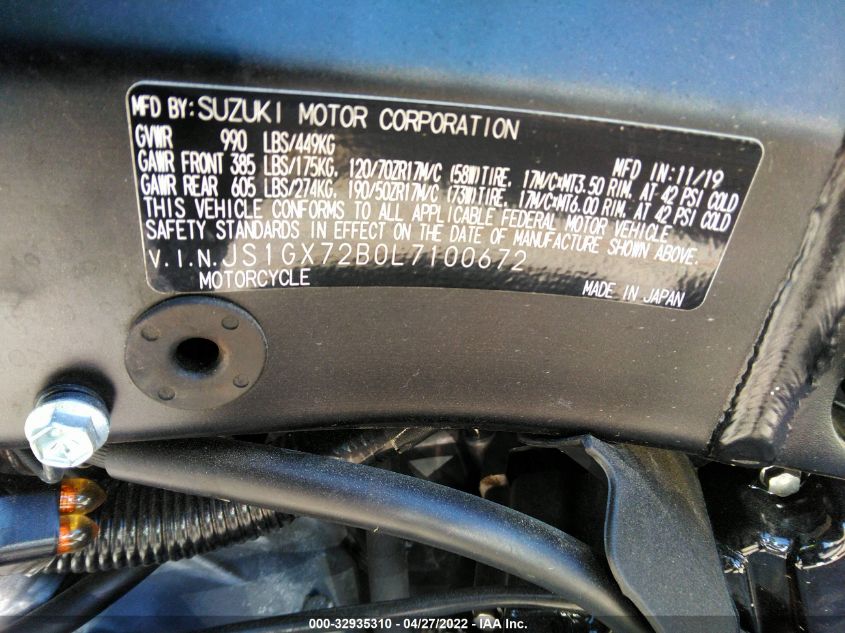 MFD BY: SUZUKI MOTOR CORPORATION
GVWR 990 LBS/449KG MFD IN: 11/19
GAWR FRONT 385 LBS/175KG, 120/70ZR17M/C (58W)TIRE, 17M/C×MT3.50 RIM, AT 42 PSI COLD
GAWR REAR 605 LBS/274KG, 190/50ZR17M/C (73W)TIRE, 17M/C×MT6.00 RIM, AT 42 PSI COLD
THIS VEHICLE CONFORMS TO ALL APPLICABLE FEDERAL MOTOR VEHICLE
SAFETY STANDARDS IN EFFECT ON THE DATE OF MANUFACTURE SHOWN ABOVE.
V.I.N. JS1GX72B0L7100672
MOTORCYCLE MADE IN JAPAN
000-32935310 - 04/27/2022 - IAA Inc.